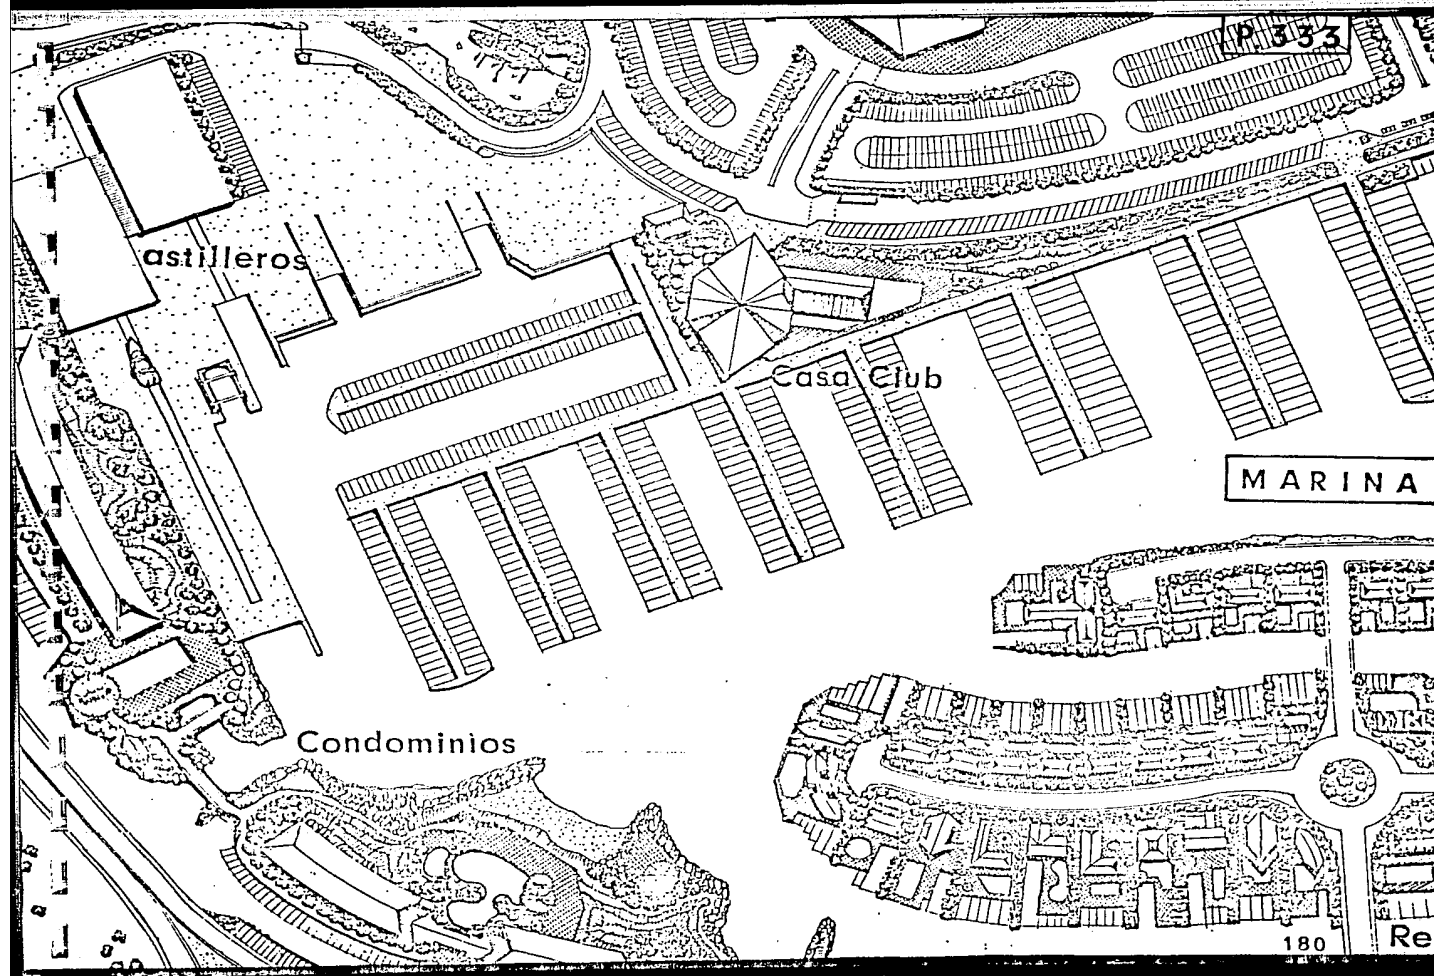 P. 333
astilleros
Casa Club
MARINA
Condominios
180
Re